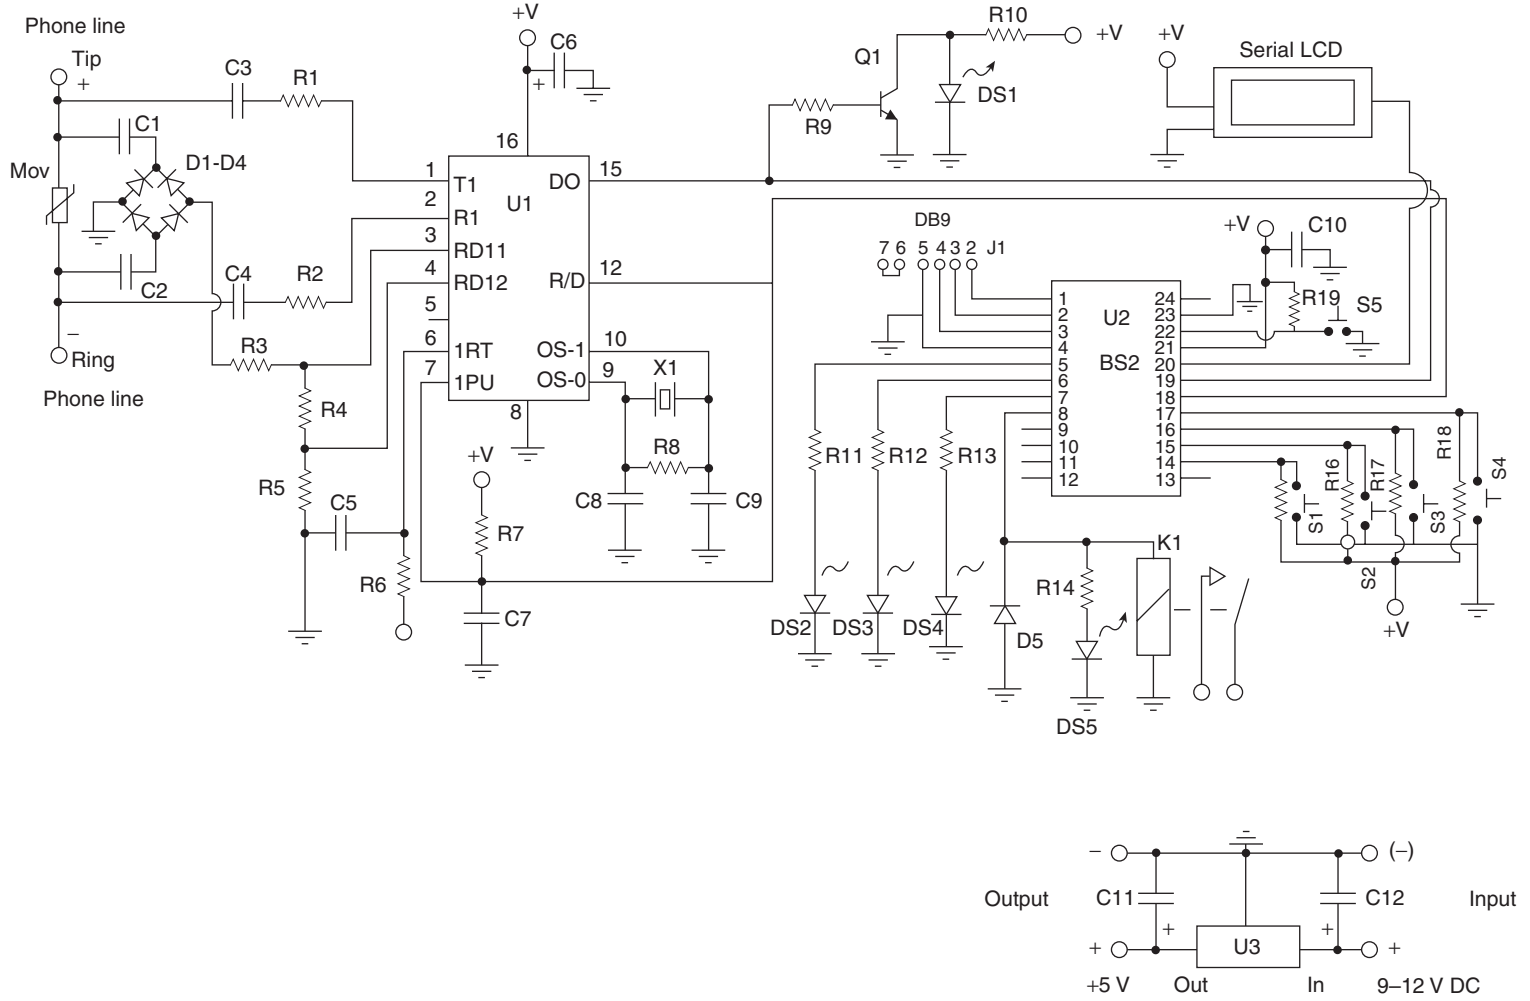 Phone line
Tip
+
C3
R1
C1
D1-D4
Mov
C2
C4
R2
–
Ring
Phone line
R3
R4
R5
C5
R6
+V
C6
+
16
1
T1
2
R1
3
RD11
4
RD12
5
6
1RT
7
1PU
U1
DO
15
R/D
12
OS-1
10
OS-0
9
8
X1
R8
C8
C9
+V
R7
C7
Q1
R9
R10
+V
DS1
+V
Serial LCD
DB9
7 6 5 4 3 2 J1
+V
C10
R19
S5
U2
BS2
1
2
3
4
5
6
7
8
9
10
11
12
24
23
22
21
20
19
18
17
16
15
14
13
R11
R12
R13
DS2
DS3
DS4
D5
R14
DS5
K1
S1
R16
S2
R17
S3
R18
S4
+V
–
(–)
Output
C11
C12
Input
+
+
+
U3
+
+5 V
Out
In
9–12 V DC